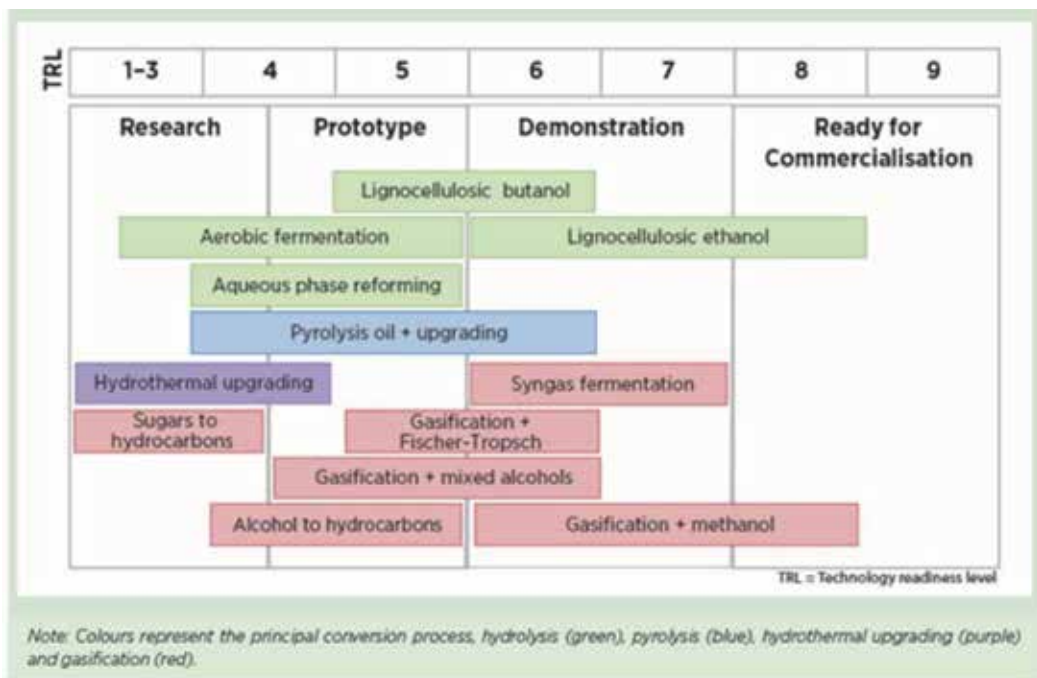 TRL
1–3 4 5 6 7 8 9
Research Prototype Demonstration Ready for
Commercialisation
Lignocellulosic butanol
Aerobic fermentation Lignocellulosic ethanol
Aqueous phase reforming
Pyrolysis oil + upgrading
Hydrothermal upgrading Syngas fermentation
Sugars to
hydrocarbons
Gasification +
Fischer-Tropsch
Gasification + mixed alcohols
Alcohol to hydrocarbons Gasification + methanol
TRL = Technology readiness level
Note: Colours represent the principal conversion process, hydrolysis (green), pyrolysis (blue), hydrothermal upgrading (purple)
and gasification (red).